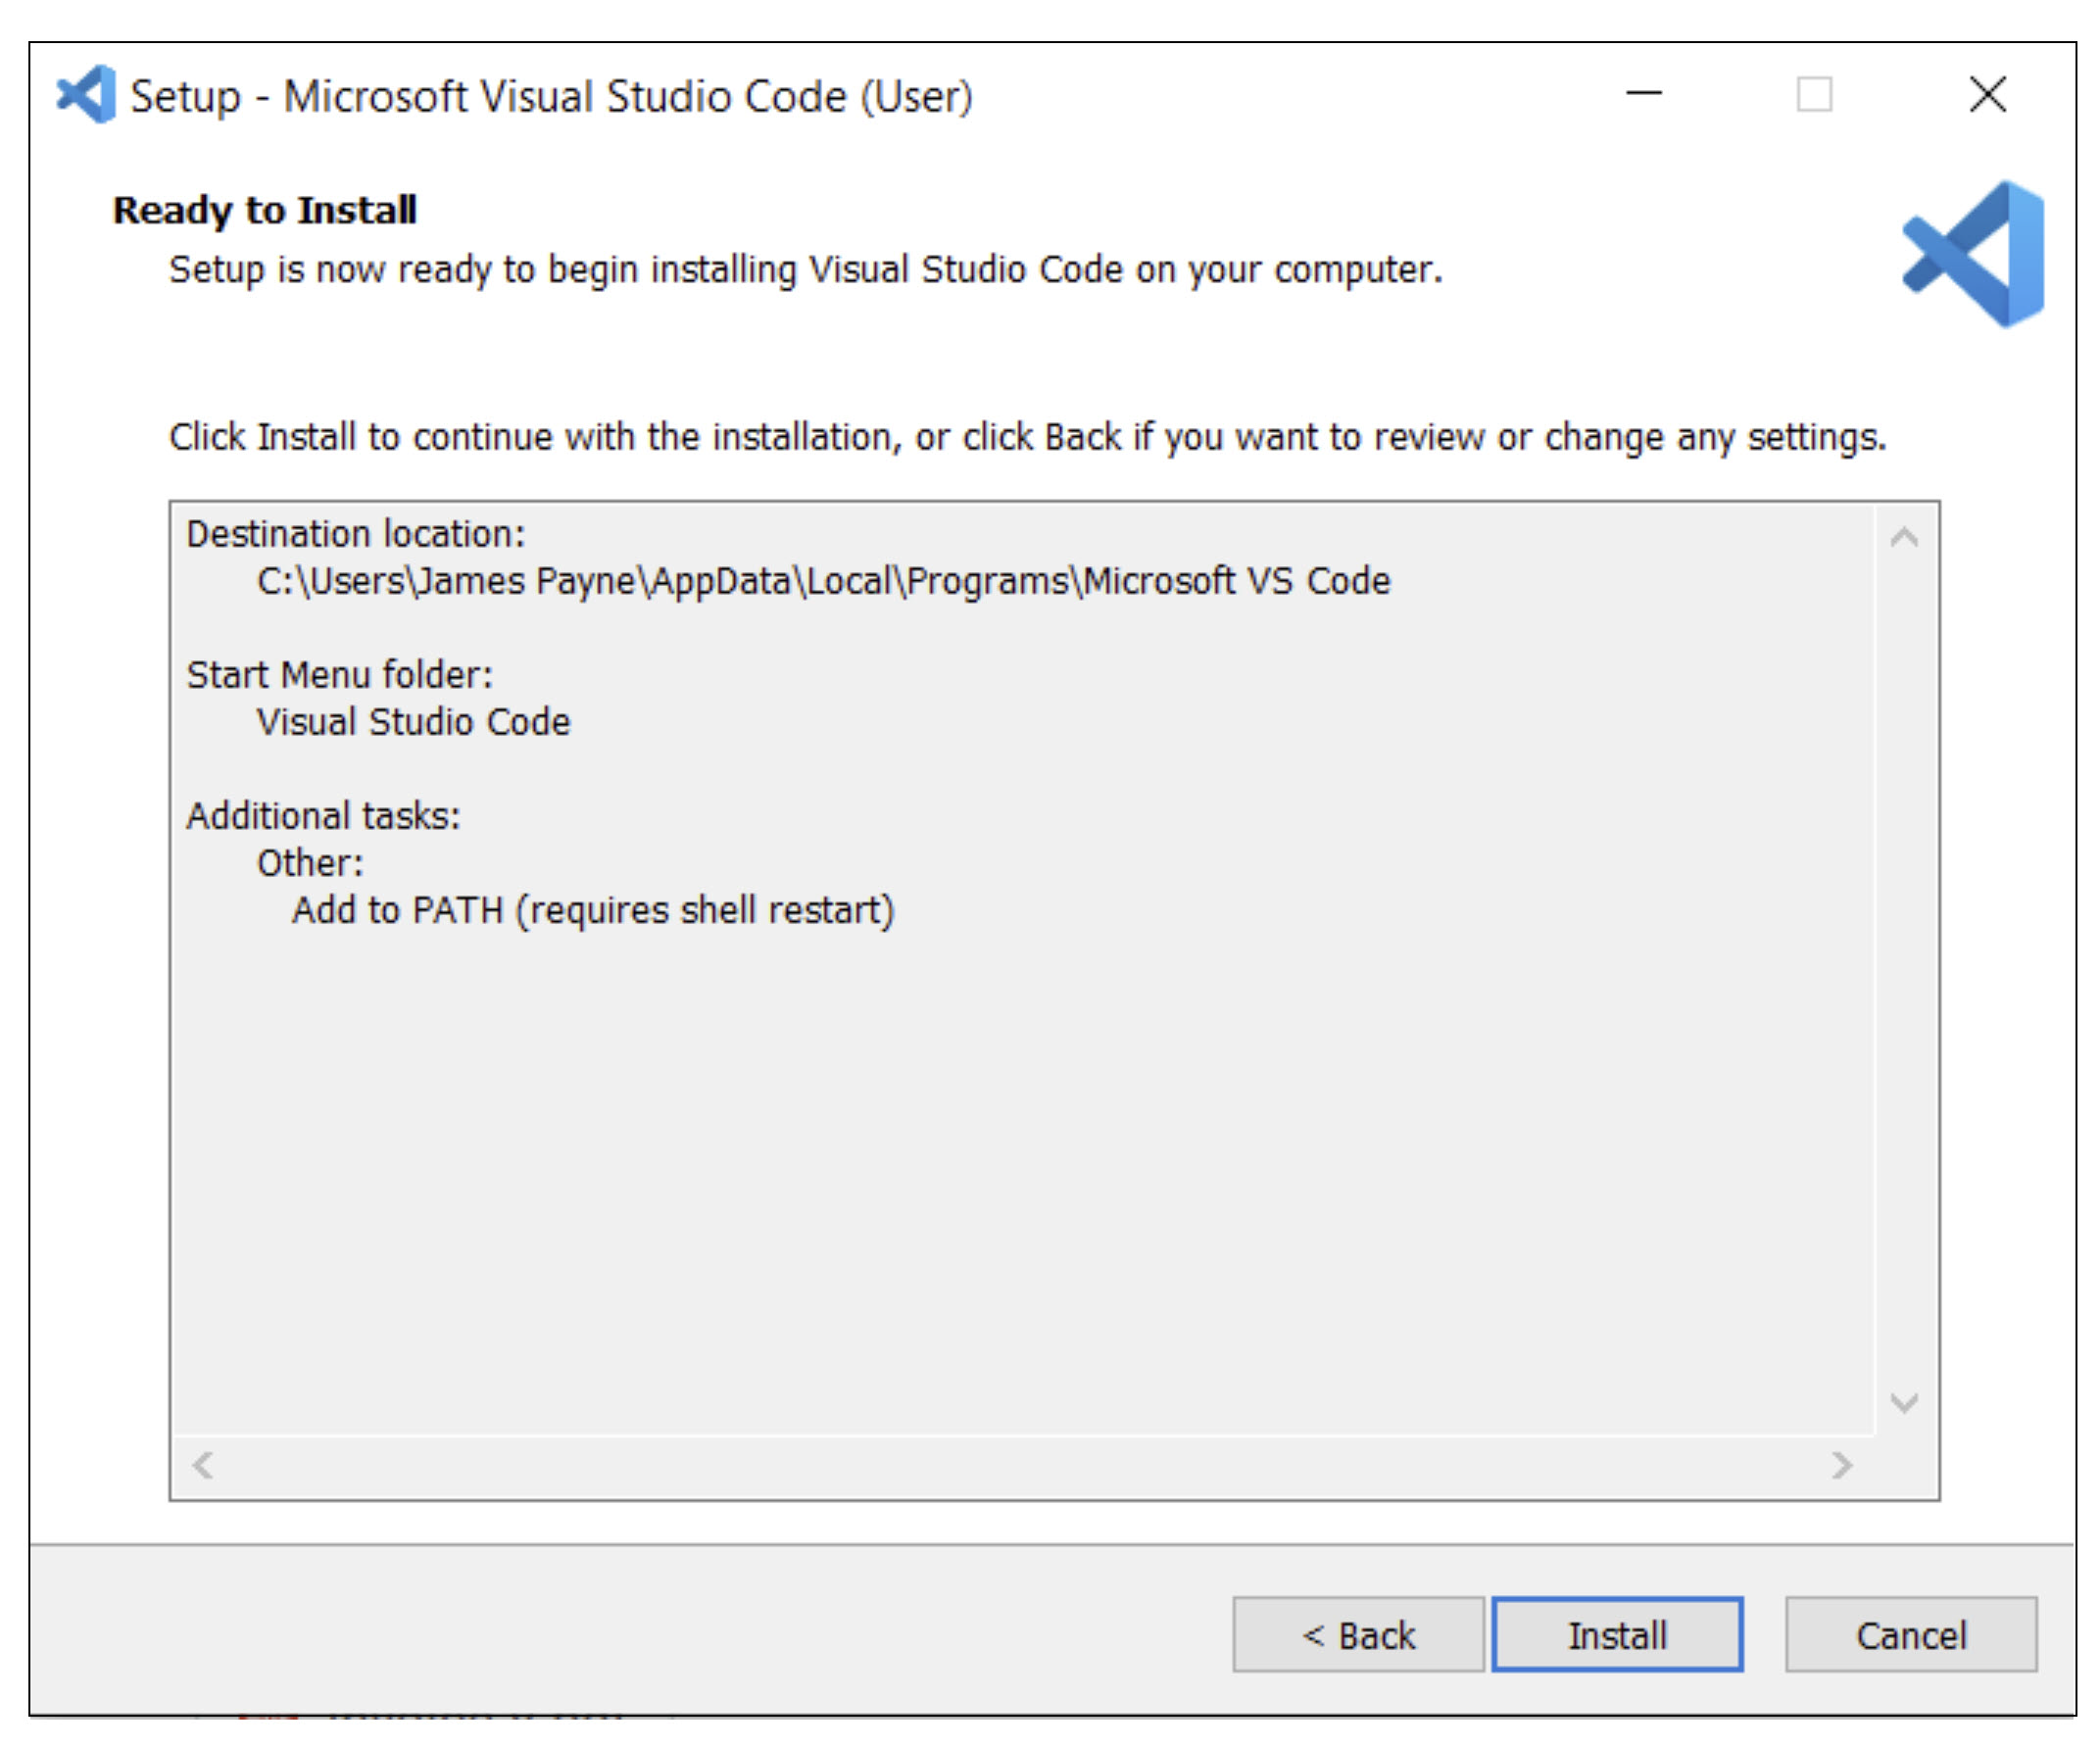 Setup - Microsoft Visual Studio Code (User)
Ready to Install
Setup is now ready to begin installing Visual Studio Code on your computer.
Click Install to continue with the installation, or click Back if you want to review or change any settings.
Destination location:
C:\Users\James Payne\AppData\Local\Programs\Microsoft VS Code
Start Menu folder:
Visual Studio Code
Additional tasks:
Other:
Add to PATH (requires shell restart)
< Back
Install
Cancel